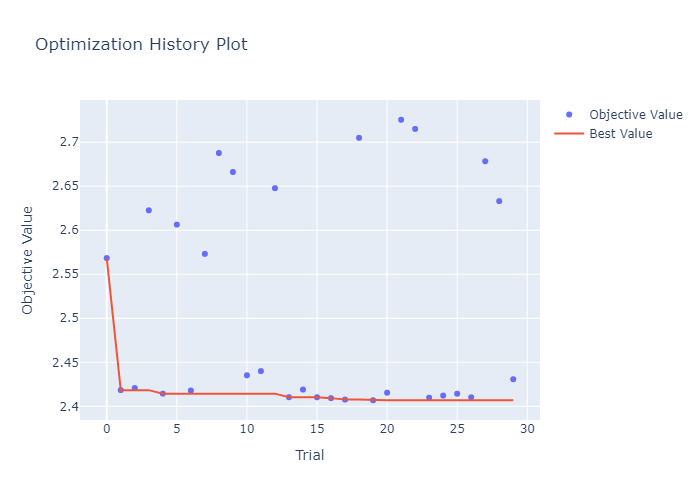 Optimization History Plot
Objective Value
Best Value
2.7
2.65
2.6
2.55
2.5
2.45
2.4
Objective Value
0 5 10 15 20 25 30
Trial